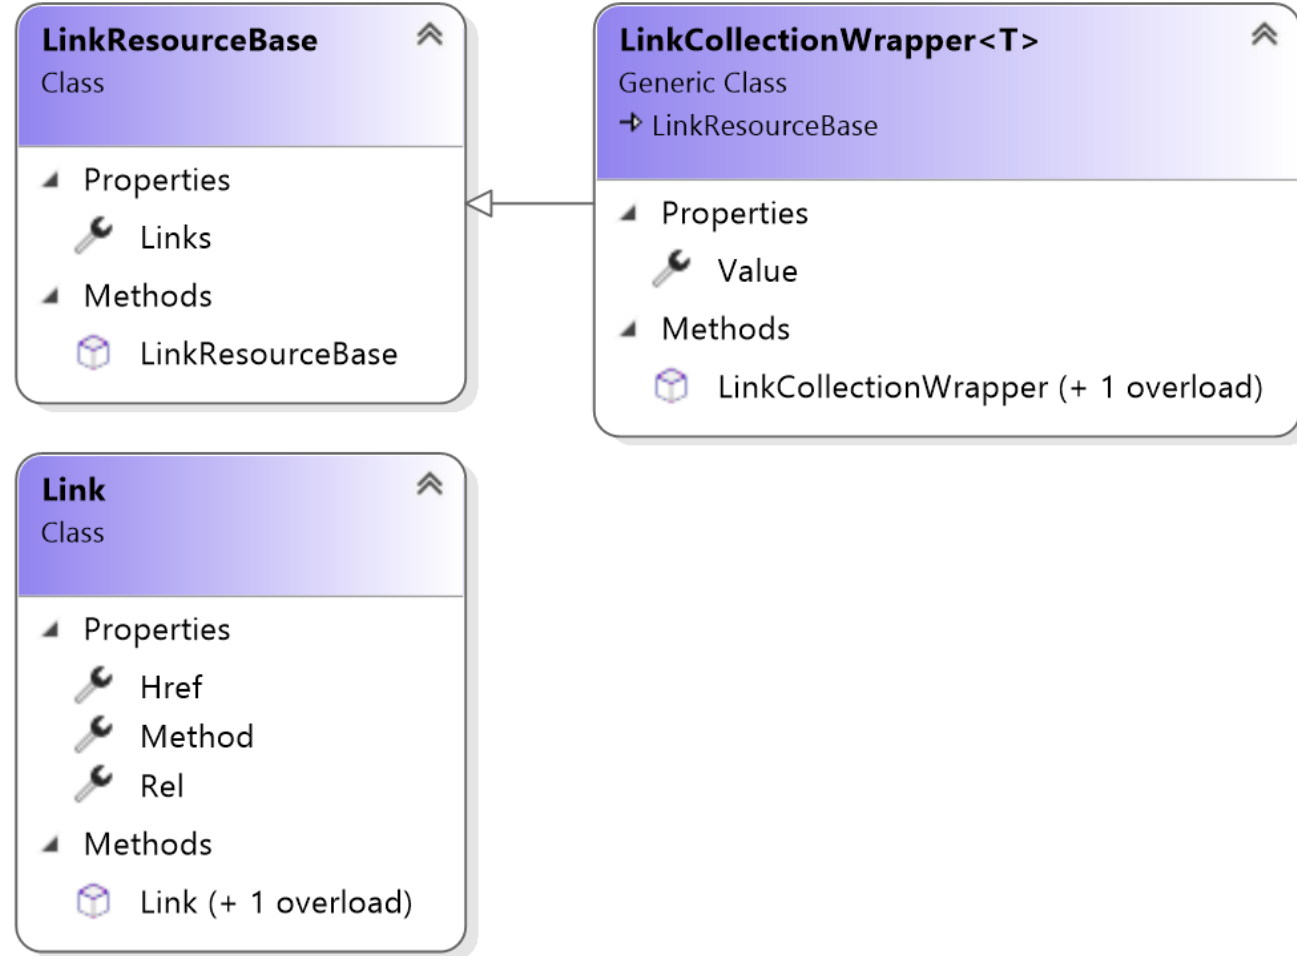 LinkResourceBase
Class
Properties
Links
Methods
LinkResourceBase
LinkCollectionWrapper<T>
Generic Class
LinkResourceBase
Properties
Value
Methods
LinkCollectionWrapper (+ 1 overload)
Link
Class
Properties
Href
Method
Rel
Methods
Link (+ 1 overload)